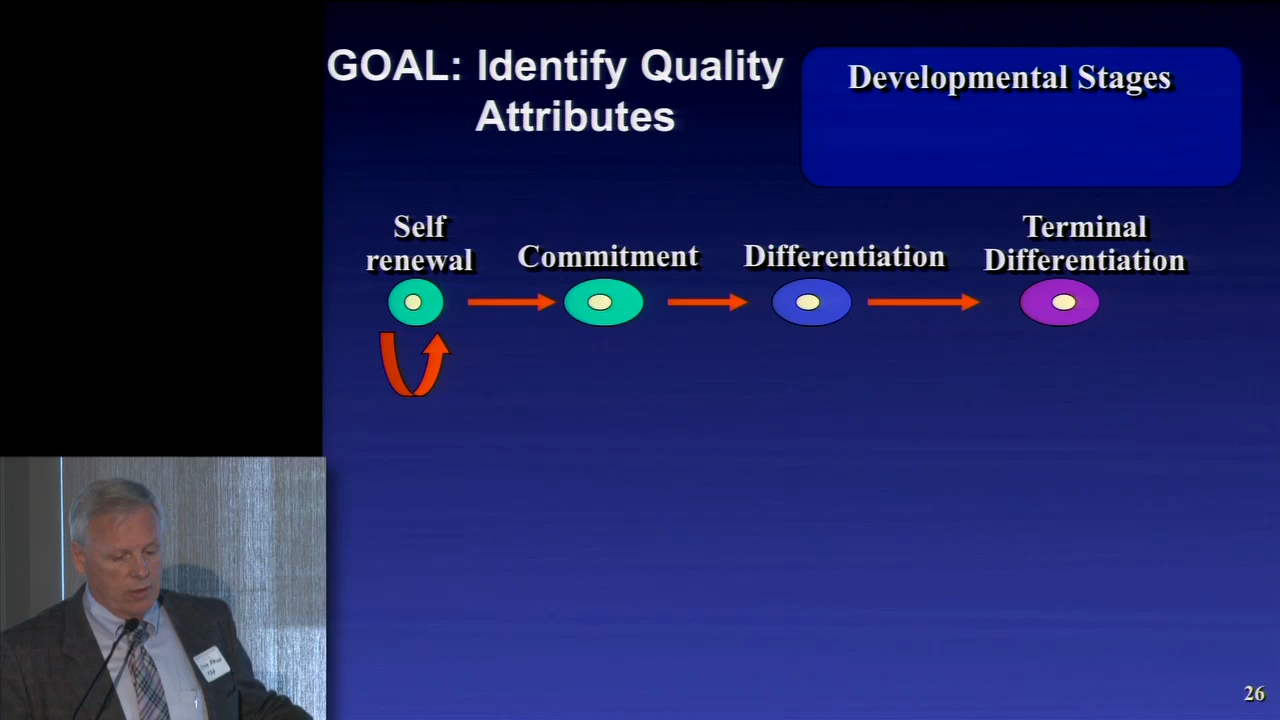 GOAL: Identify Quality
Attributes
Developmental Stages
Self
renewal
Commitment
Differentiation
Terminal
Differentiation
26